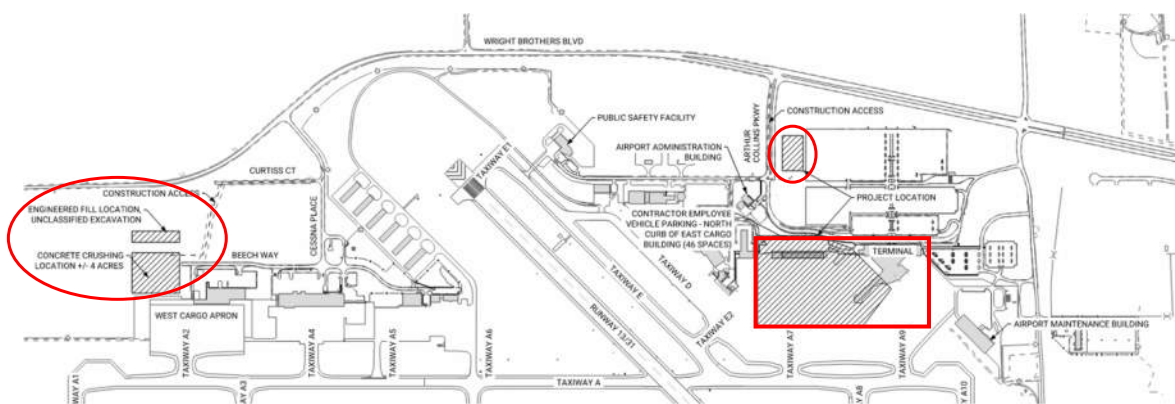 WRIGHT BROTHERS BLVD
CONSTRUCTION ACCESS
PUBLIC SAFETY FACILITY
ARTHUR
COLLINS PKWY
AIRPORT ADMINISTRATION
BUILDING
TAXIWAY E1
CURTISS CT
CONSTRUCTION ACCESS
ENGINEERED FILL LOCATION,
UNCLASSIFIED EXCAVATION
CESSNA PLACE
PROJECT LOCATION
CONTRACTOR EMPLOYEE
VEHICLE PARKING - NORTH
CURB OF EAST CARGO
BUILDING (46 SPACES)
CONCRETE CRUSHING
LOCATION +/- 4 ACRES
BEECH WAY
TERMINAL
TAXIWAY D
TAXIWAY E
RUNWAY 13/31
TAXIWAY E2
WEST CARGO APRON
AIRPORT MAINTENANCE BUILDING
TAXIWAY A2
TAXIWAY A4
TAXIWAY A5
TAXIWAY A6
TAXIWAY A7
TAXIWAY A9
TAXIWAY A
TAXIWAY A1
WAY A3
WAY A8
WAY A10